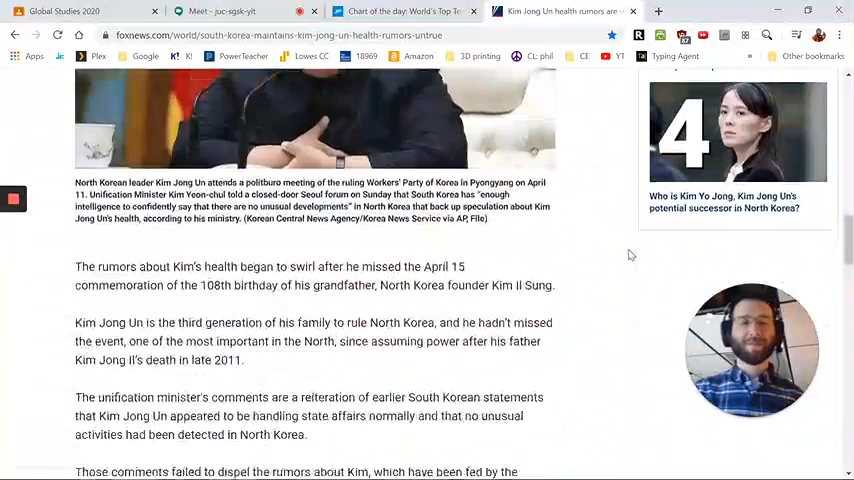 Global Studies 2020
Meet - juc-sgsk-yit
Chart of the day: World's Top Te
Kim Jong Un health rumors are
foxnews.com/world/south-korea-maintains-kim-jong-un-health-rumors-untrue
Apps
Google
K!
PowerTeacher
Lowes CC
18969
Amazon
3D printing
CL: phil
CE
YT
Typing Agent
Other bookmarks
North Korean leader Kim Jong Un attends a politburo meeting of the ruling Workers' Party of Korea in Pyongyang on April
11. Unification Minister Kim Yeon-chul told a closed-door Seoul forum on Sunday that South Korea has "enough
intelligence to confidently say that there are no unusual developments" in North Korea that back up speculation about Kim
Jong Un's health, according to his ministry. (Korean Central News Agency/Korea News Service via AP, File)
The rumors about Kim's health began to swirl after he missed the April 15
commemoration of the 108th birthday of his grandfather, North Korea founder Kim Il Sung.
Kim Jong Un is the third generation of his family to rule North Korea, and he hadn't missed
the event, one of the most important in the North, since assuming power after his father
Kim Jong Il's death in late 2011.
The unification minister's comments are a reiteration of earlier South Korean statements
that Kim Jong Un appeared to be handling state affairs normally and that no unusual
activities had been detected in North Korea.
Those comments failed to dispel the rumors about Kim, which have been fed by the
4
Who is Kim Yo Jong, Kim Jong Un's
potential successor in North Korea?